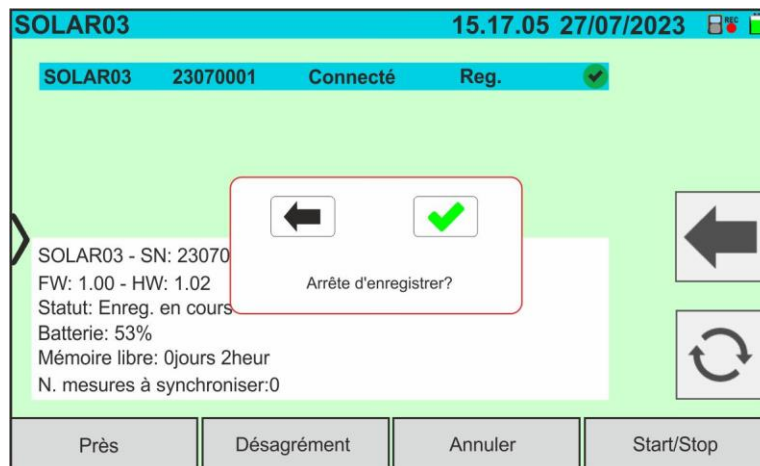 SOLAR03 15.17.05 27/07/2023 REC
SOLAR03 23070001 Connecté Reg.
Arrête d'enregistrer?
SOLAR03 - SN: 23070
FW: 1.00 - HW: 1.02
Statut: Enreg. en cours
Batterie: 53%
Mémoire libre: 0jours 2heur
N. mesures à synchroniser:0
Près Désagrément Annuler Start/Stop